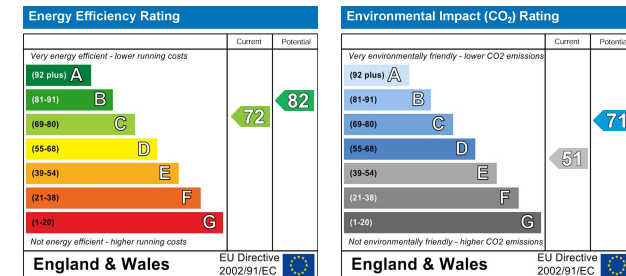 Energy Efficiency Rating
Current Potential
Very energy efficient - lower running costs
(92 plus) A
(81-91) B
(69-80) C
(55-68) D
(39-54) E
(21-38) F
(1-20) G
72
82
Not energy efficient - higher running costs
England & Wales
EU Directive
2002/91/EC
Environmental Impact (CO₂) Rating
Current Potentia
Very environmentally friendly - lower CO2 emissions
(92 plus) A
(81-91) B
(69-80) C
(55-68) D
(39-54) E
(21-38) F
(1-20) G
51
71
Not environmentally friendly - higher CO2 emissions
England & Wales
EU Directive
2002/91/EC